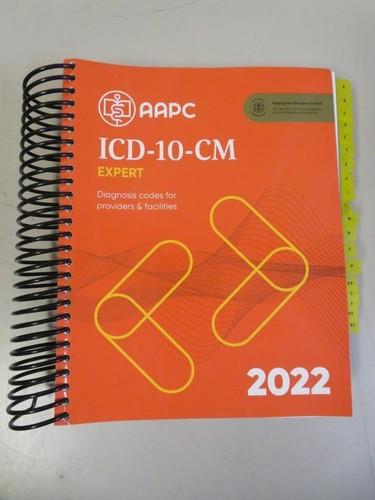 AAPC
ICD-10-CM
EXPERT
Diagnosis codes for
providers & facilities
2022